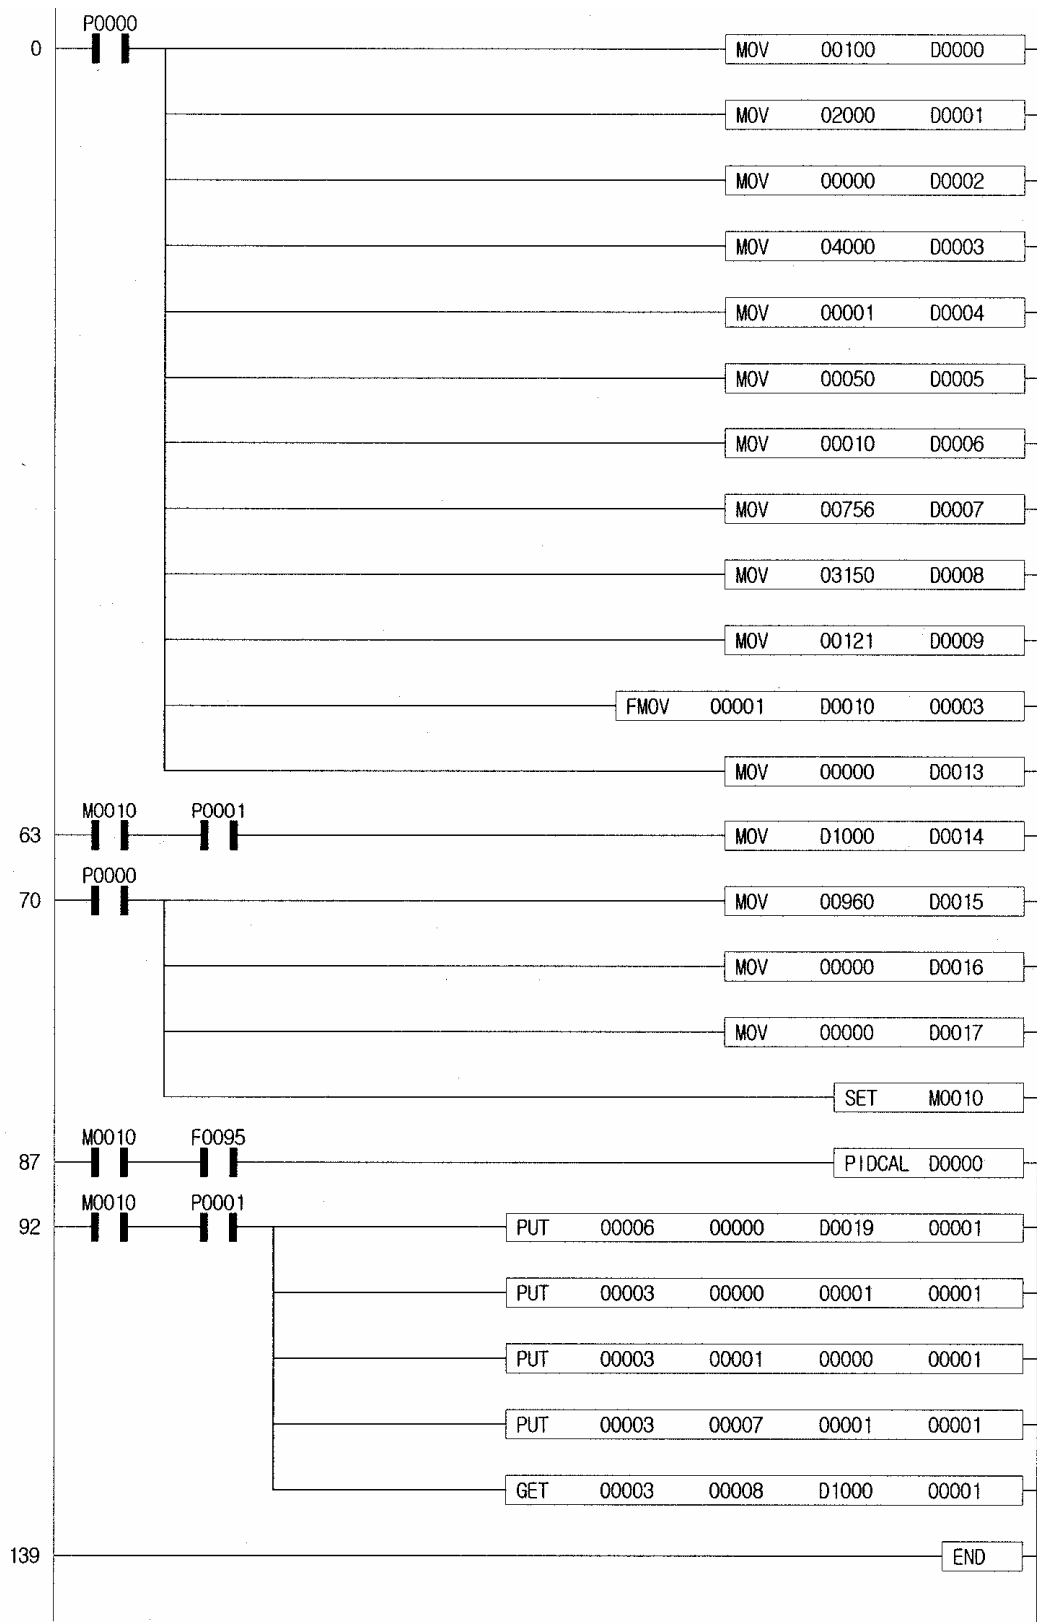 P0000
0 MOV 00100 D0000
MOV 02000 D0001
MOV 00000 D0002
MOV 04000 D0003
MOV 00001 D0004
MOV 00050 D0005
MOV 00010 D0006
MOV 00756 D0007
MOV 03150 D0008
MOV 00121 D0009
FMOV 00001 D0010 00003
MOV 00000 D0013
M0010 P0001
63 MOV D1000 D0014
P0000
70 MOV 00960 D0015
MOV 00000 D0016
MOV 00000 D0017
SET M0010
M0010 F0095
87 PIDCAL D0000
M0010 P0001
92 PUT 00006 00000 D0019 00001
PUT 00003 00000 00001 00001
PUT 00003 00001 00000 00001
PUT 00003 00007 00001 00001
GET 00003 00008 D1000 00001
139 END